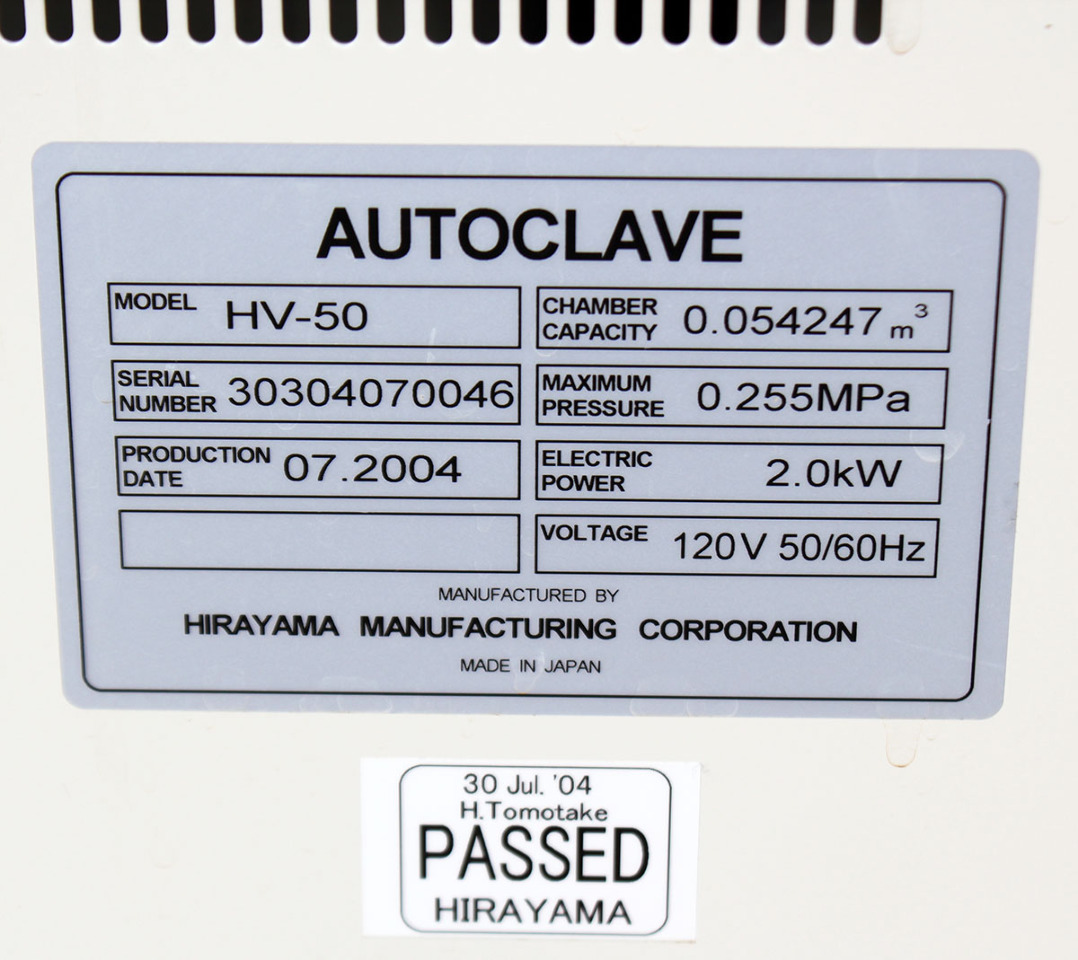 AUTOCLAVE
MODEL HV-50
CHAMBER CAPACITY 0.054247 m³
SERIAL NUMBER 30304070046
MAXIMUM PRESSURE 0.255MPa
PRODUCTION DATE 07.2004
ELECTRIC POWER 2.0kW
VOLTAGE 120V 50/60Hz
MANUFACTURED BY
HIRAYAMA MANUFACTURING CORPORATION
MADE IN JAPAN
30 Jul. '04
H.Tomotake
PASSED
HIRAYAMA